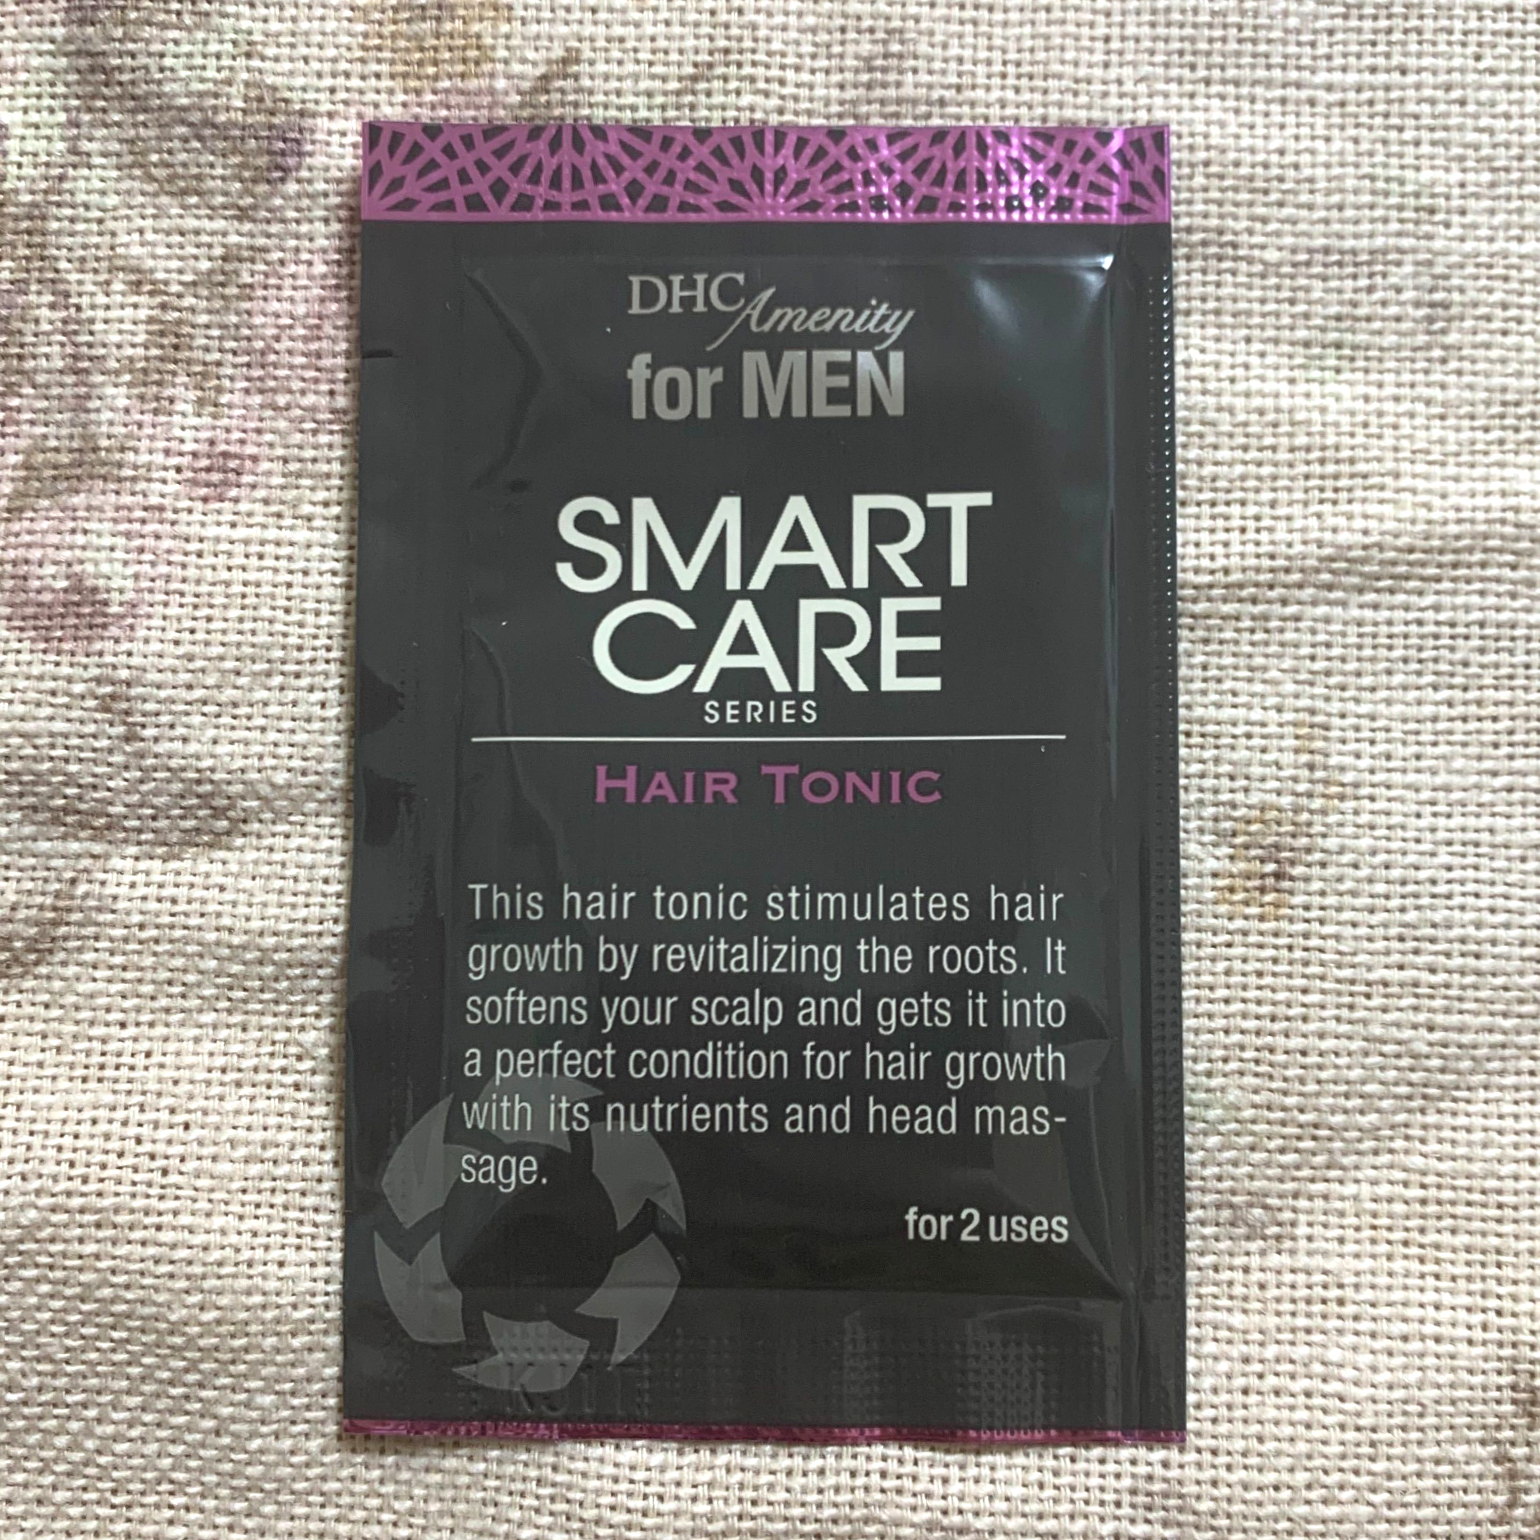 DHC Amenity
for MEN
SMART
CARE
SERIES
HAIR TONIC
This hair tonic stimulates hair
growth by revitalizing the roots. It
softens your scalp and gets it into
a perfect condition for hair growth
with its nutrients and head mas-
sage.
for 2 uses